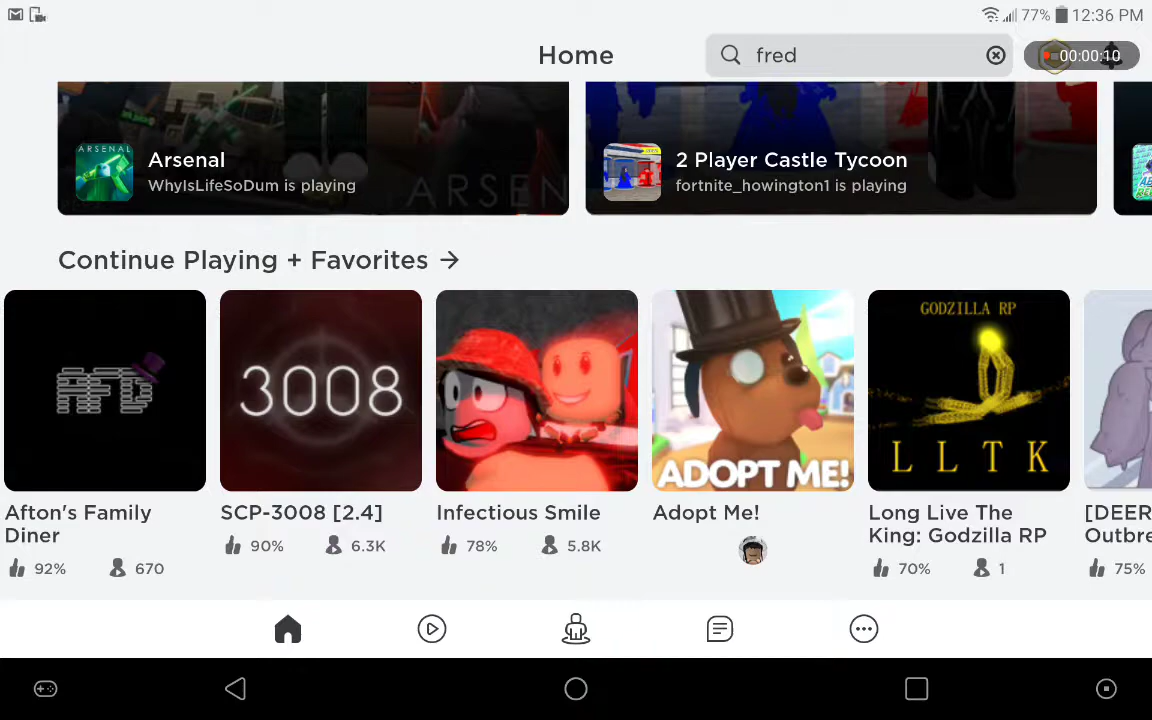 77% 12:36 PM
Home
fred
00:00:10
ARSENAL
Arsenal
WhyIsLifeSoDum is playing
ARSEN
2 Player Castle Tycoon
fortnite_howington1 is playing
Continue Playing + Favorites →
AFD
3008
ADOPT ME!
GODZILLA RP
L L T K
Afton's Family
Diner
92% 670
SCP-3008 [2.4]
90% 6.3K
Infectious Smile
78% 5.8K
Adopt Me!
Long Live The
King: Godzilla RP
70% 1
[DEER
Outbre
75%